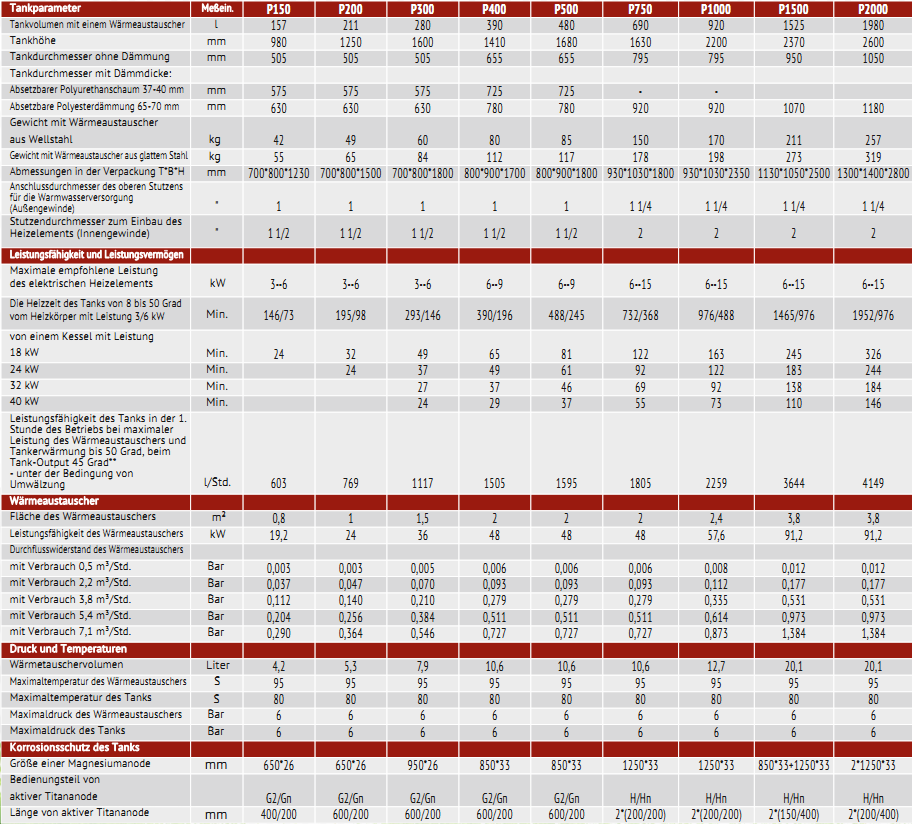 Tankparameter Meßein. P150 P200 P300 P400 P500 P750 P1000 P1500 P2000
Tankvolumen mit einem Wärmeaustauscher l 157 211 280 390 480 690 920 1525 1980
Tankhöhe mm 980 1250 1600 1410 1680 1630 2200 2370 2600
Tankdurchmesser ohne Dämmung mm 505 505 505 655 655 795 795 950 1050
Tankdurchmesser mit Dämmdicke:
Absetzbarer Polyurethanschaum 37-40 mm mm 575 575 575 725 725 - -
Absetzbare Polyesterdämmung 65-70 mm mm 630 630 630 780 780 920 920 1070 1180
Gewicht mit Wärmeaustauscher
aus Wellstahl kg 42 49 60 80 85 150 170 211 257
Gewicht mit Wärmeaustauscher aus glattem Stahl kg 55 65 84 112 117 178 198 273 319
Abmessungen in der Verpackung T*B*H mm 700*800*1230 700*800*1500 700*800*1800 800*900*1700 800*900*1800 930*1030*1800 930*1030*2350 1130*1050*2500 1300*1400*2800
Anschlussdurchmesser des oberen Stutzens
für die Warmwasserversorgung
(Außengewinde) " 1 1 1 1 1 1 1/4 1 1/4 1 1/4 1 1/4
Stutzendurchmesser zum Einbau des
Heizelements (Innengewinde) " 1 1/2 1 1/2 1 1/2 1 1/2 1 1/2 2 2 2 2
Leistungsfähigkeit und Leistungsvermögen
Maximale empfohlene Leistung
des elektrischen Heizelements kW 3--6 3--6 3--6 6--9 6--9 6--15 6--15 6--15 6--15
Die Heizzeit des Tanks von 8 bis 50 Grad
vom Heizkörper mit Leistung 3/6 kW Min. 146/73 195/98 293/146 390/196 488/245 732/368 976/488 1465/976 1952/976
von einem Kessel mit Leistung
18 kW Min. 24 32 49 65 81 122 163 245 326
24 kW Min. 24 37 49 61 92 122 183 244
32 kW Min. 27 37 46 69 92 138 184
40 kW Min. 24 29 37 55 73 110 146
Leistungsfähigkeit des Tanks in der 1.
Stunde des Betriebs bei maximaler
Leistung des Wärmeaustauschers und
Tankerwärmung bis 50 Grad, beim
Tank-Output 45 Grad**
- unter der Bedingung von
Umwälzung l/Std. 603 769 1117 1505 1595 1805 2259 3644 4149
Wärmeaustauscher
Fläche des Wärmeaustauschers m² 0,8 1 1,5 2 2 2 2,4 3,8 3,8
Leistungsfähigkeit des Wärmeaustauschers kW 19,2 24 36 48 48 48 57,6 91,2 91,2
Durchflusswiderstand des Wärmeaustauschers
mit Verbrauch 0,5 m³/Std. Bar 0,003 0,003 0,005 0,006 0,006 0,006 0,008 0,012 0,012
mit Verbrauch 2,2 m³/Std. Bar 0,037 0,047 0,070 0,093 0,093 0,093 0,112 0,177 0,177
mit Verbrauch 3,8 m³/Std. Bar 0,112 0,140 0,210 0,279 0,279 0,279 0,335 0,531 0,531
mit Verbrauch 5,4 m³/Std. Bar 0,204 0,256 0,384 0,511 0,511 0,511 0,614 0,973 0,973
mit Verbrauch 7,1 m³/Std. Bar 0,290 0,364 0,546 0,727 0,727 0,727 0,873 1,384 1,384
Druck und Temperaturen
Wärmetauschervolumen Liter 4,2 5,3 7,9 10,6 10,6 10,6 12,7 20,1 20,1
Maximaltemperatur des Wärmeaustauschers S 95 95 95 95 95 95 95 95 95
Maximaltemperatur des Tanks S 80 80 80 80 80 80 80 80 80
Maximaldruck des Wärmeaustauschers Bar 6 6 6 6 6 6 6 6 6
Maximaldruck des Tanks Bar 6 6 6 6 6 6 6 6 6
Korrosionsschutz des Tanks
Größe einer Magnesiumanode mm 650*26 650*26 950*26 850*33 850*33 1250*33 1250*33 850*33+1250*33 2*1250*33
Bedienungsteil von
aktiver Titananode G2/Gn G2/Gn G2/Gn G2/Gn G2/Gn H/Hn H/Hn H/Hn H/Hn
Länge von aktiver Titananode mm 400/200 600/200 600/200 600/200 600/200 2*(200/200) 2*(200/200) 2*(150/400) 2*(200/400)